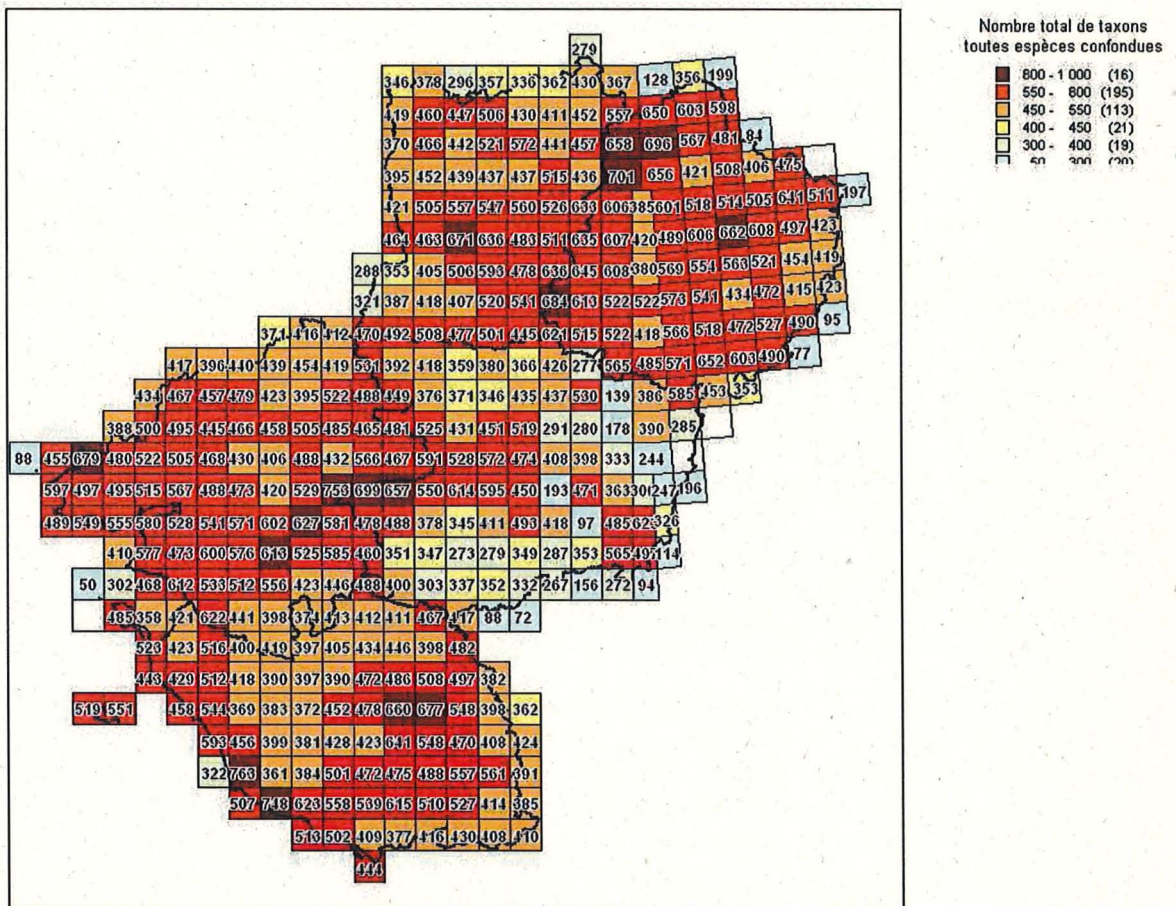 Nombre total de taxons
toutes espèces confondues
800 - 1 000 (16)
550 - 800 (195)
450 - 550 (113)
400 - 450 (21)
300 - 400 (19)
50 300 (20)
279
346 378 296 357 336 362 430 367 128 356 199
419 460 447 506 430 411 452 557 650 603 598
370 466 442 521 572 441 457 658 696 567 481 84
395 452 439 437 437 515 436 701 656 421 508 406 475
421 505 557 547 560 526 633 606 385 601 518 514 505 641 511 197
464 463 671 636 483 511 635 607 420 489 606 662 608 497 423
288 353 405 506 593 478 636 645 608 380 569 554 563 521 454 419
321 387 418 407 520 541 684 613 522 522 573 541 434 472 415 423
371 416 412 470 492 508 477 501 445 621 515 522 418 566 518 472 527 490 95
417 396 440 439 454 419 531 392 418 359 380 366 426 277 565 485 571 652 603 490 77
434 467 457 479 423 395 522 488 449 376 371 346 435 437 530 139 386 585 453 353
388 500 495 445 466 458 505 485 465 481 525 431 451 519 291 280 178 390 285
88 455 679 480 522 505 468 430 406 488 432 566 467 591 528 572 474 408 398 333 244
597 497 495 515 567 488 473 420 529 753 699 657 550 614 595 450 193 471 363 306 247 196
489 549 555 580 528 541 571 602 627 581 478 488 378 345 411 493 418 97 485 623 326
410 577 473 600 576 613 525 585 460 351 347 273 279 349 287 353 565 497 114
50 302 468 612 533 512 556 423 446 488 400 303 337 352 332 267 156 272 94
485 358 421 622 441 398 374 413 412 411 467 417 88 72
523 423 516 400 419 397 405 434 446 398 482
443 429 512 418 390 397 390 472 486 508 497 382
519 551 458 544 369 383 372 452 478 660 677 548 398 362
593 456 399 381 428 423 641 548 470 408 424
322 763 361 384 501 472 475 488 557 561 391
507 748 623 558 539 615 510 527 414 385
513 502 409 377 416 430 408 410
444